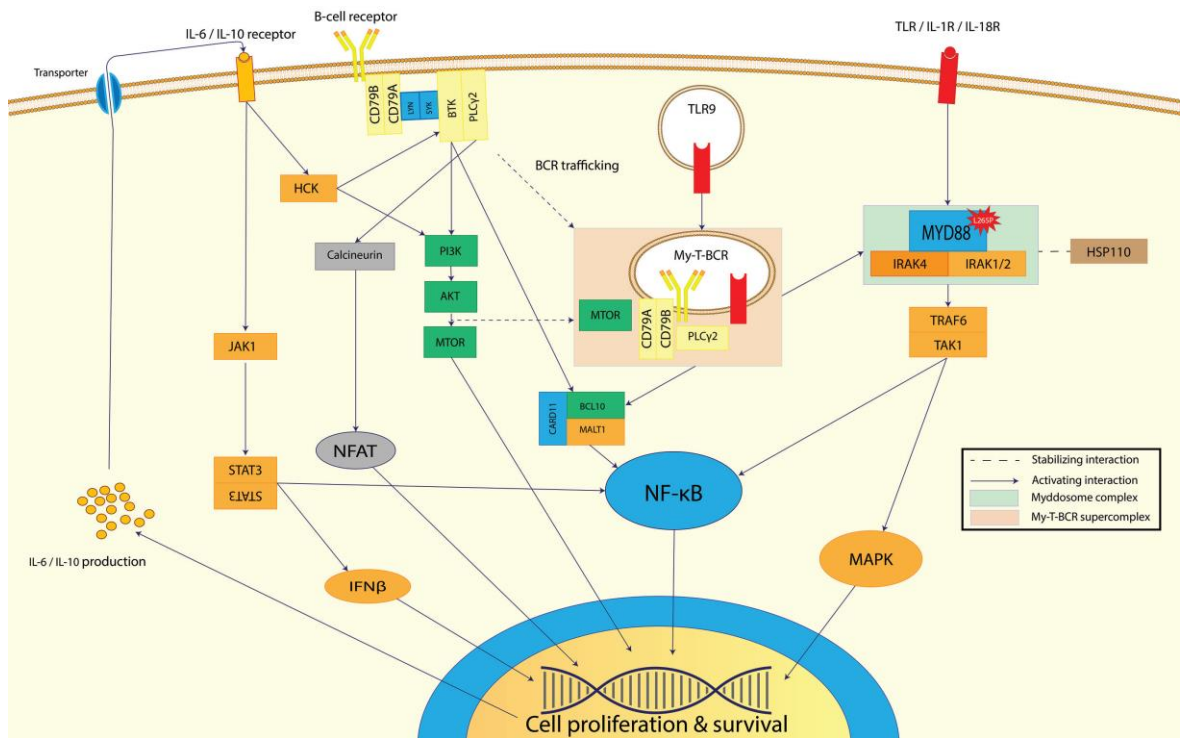 B-cell receptor
IL-6 / IL-10 receptor
TLR / IL-1R / IL-18R
Transporter
CD79B
CD79A
LYN
SYK
BTK
PLCγ2
TLR9
BCR trafficking
HCK
L265P
MYD88
IRAK4
IRAK1/2
HSP110
Calcineurin
PI3K
My-T-BCR
AKT
MTOR
MTOR
CD79A
CD79B
PLCγ2
TRAF6
TAK1
JAK1
CARD11
BCL10
MALT1
NFAT
STAT3
STAT3
NF-κB
Stabilizing interaction
Activating interaction
Myddosome complex
My-T-BCR supercomplex
MAPK
IL-6 / IL-10 production
IFNβ
Cell proliferation & survival